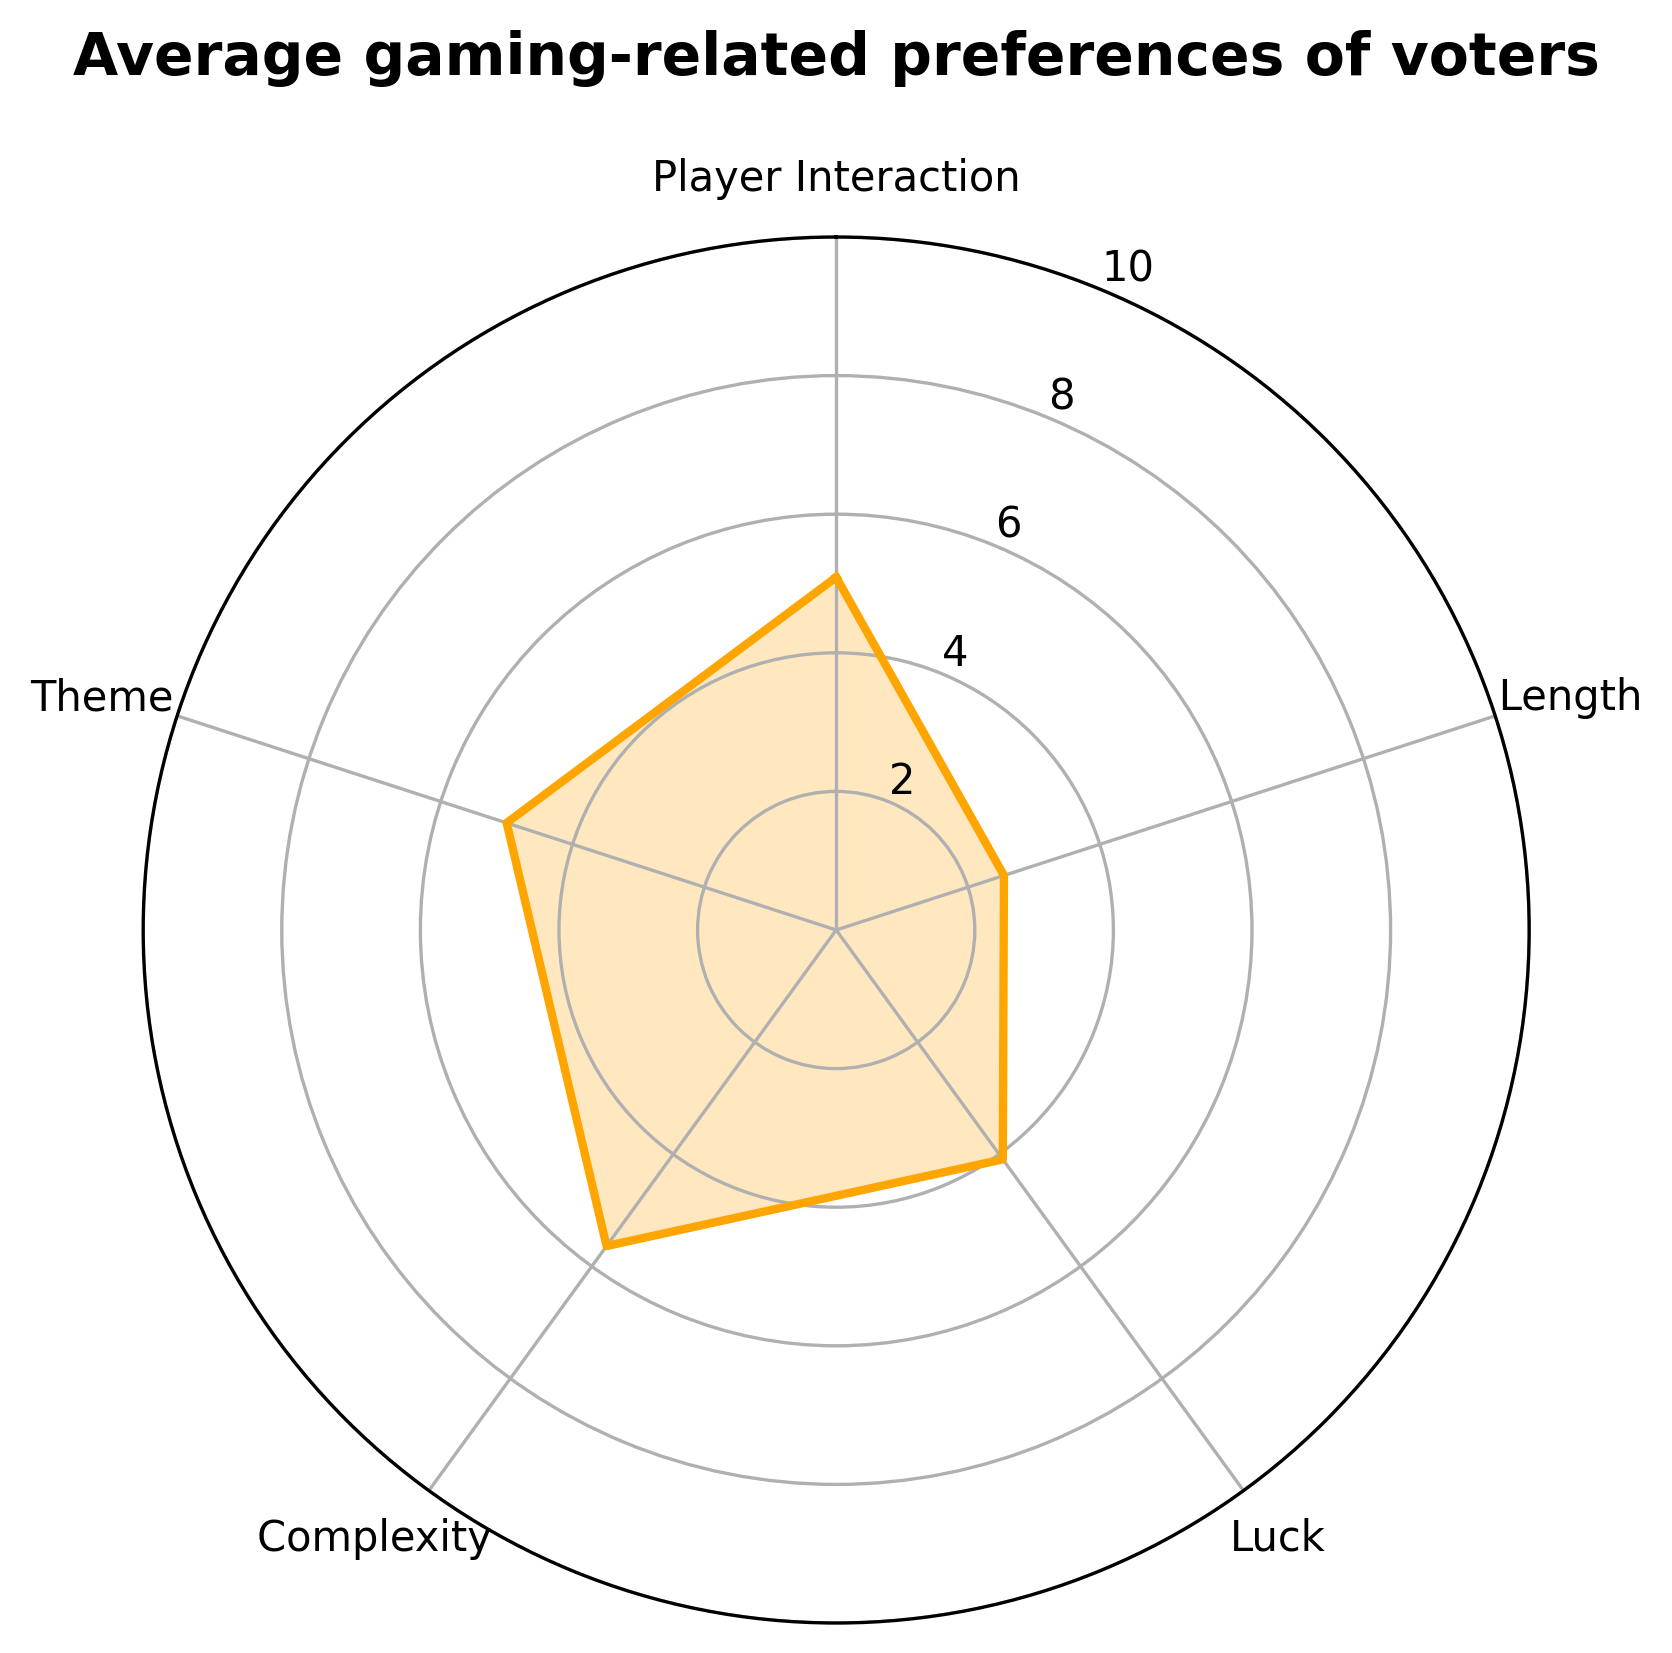 Average gaming-related preferences of voters
Player Interaction
10
8
6
4
2
Theme
Length
Complexity
Luck